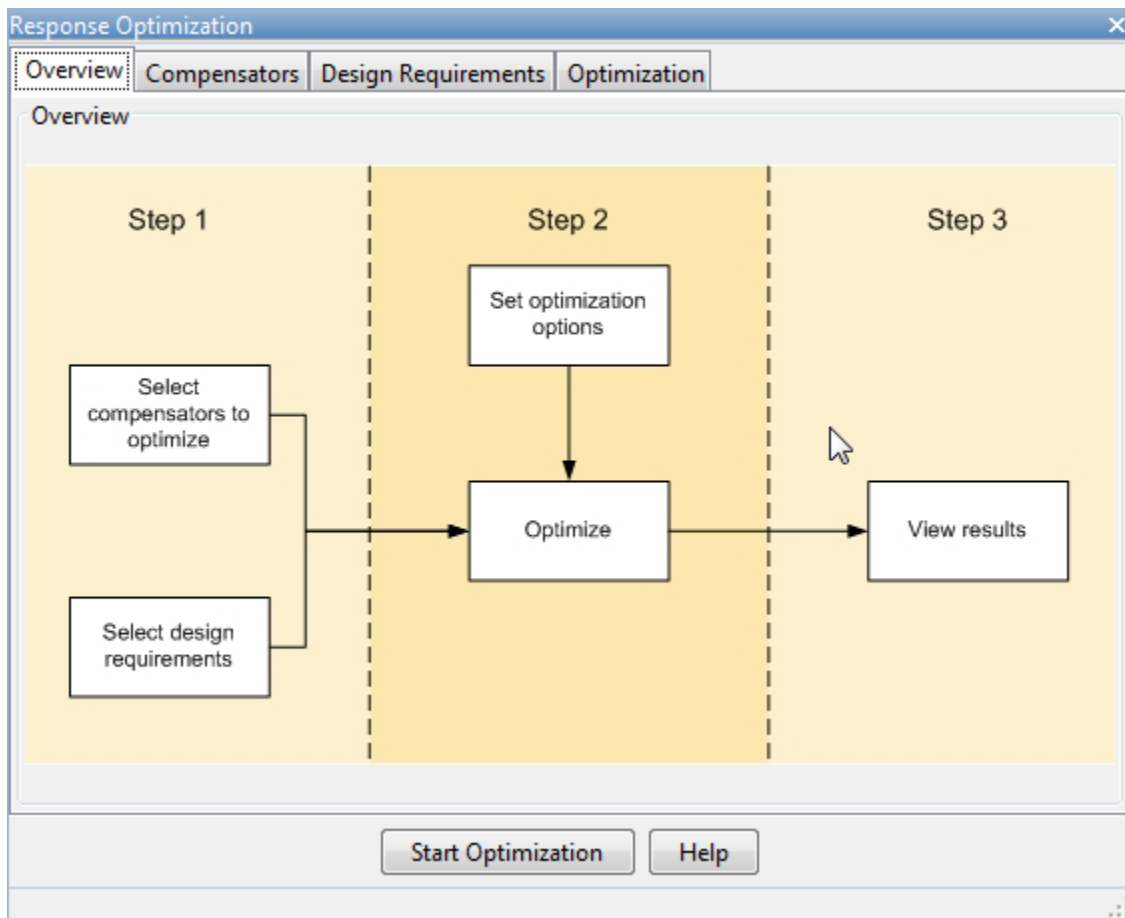 Response Optimization
Overview Compensators Design Requirements Optimization
Overview
Step 1
Step 2
Step 3
Set optimization
options
Select
compensators to
optimize
Optimize
View results
Select design
requirements
Start Optimization Help